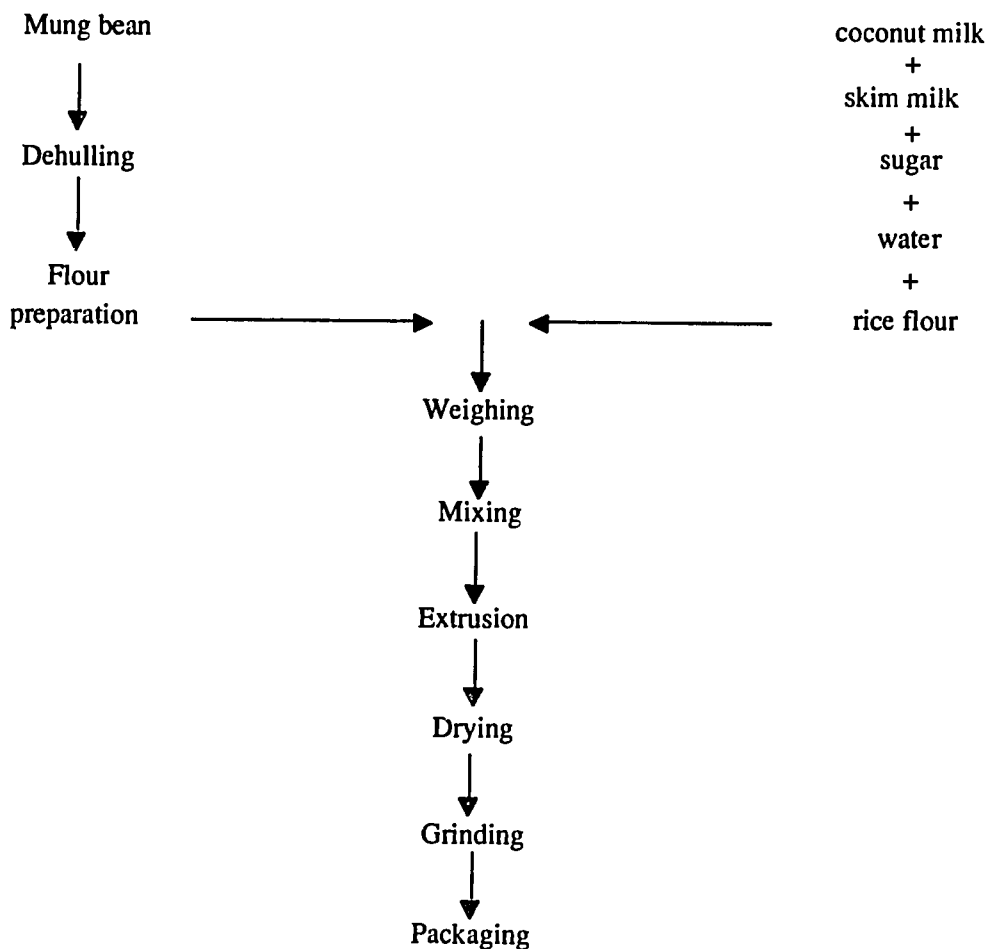 Mung bean
Dehulling
Flour
preparation
coconut milk
+
skim milk
+
sugar
+
water
+
rice flour
Weighing
Mixing
Extrusion
Drying
Grinding
Packaging